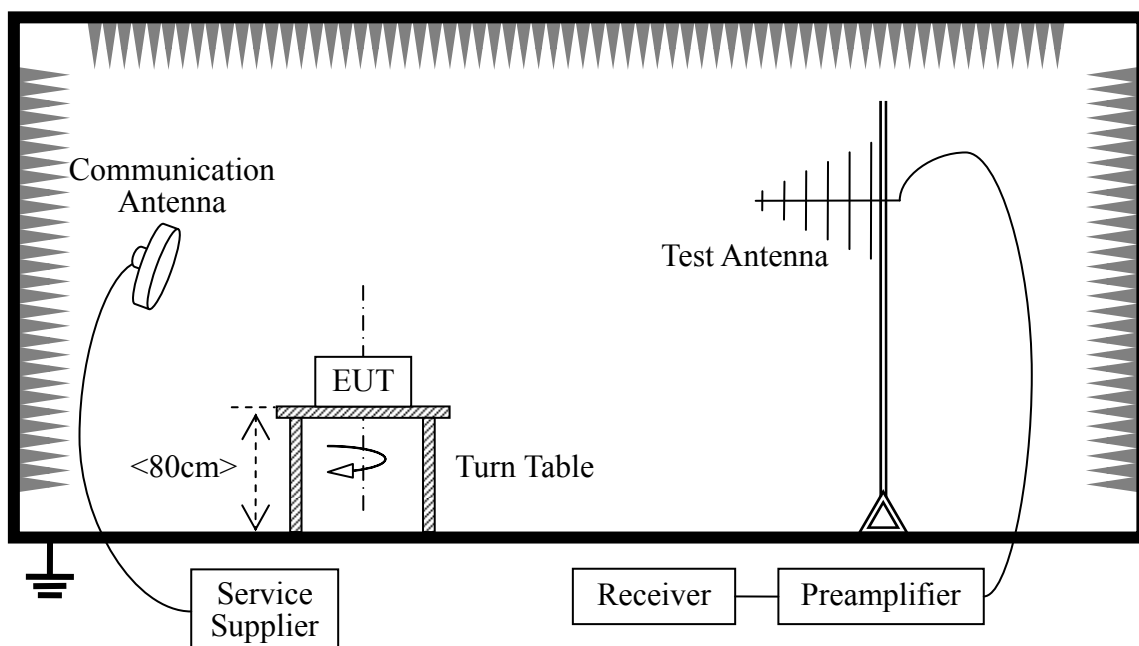 Communication
Antenna
Test Antenna
EUT
<80cm>
Turn Table
Service
Supplier
Receiver
Preamplifier